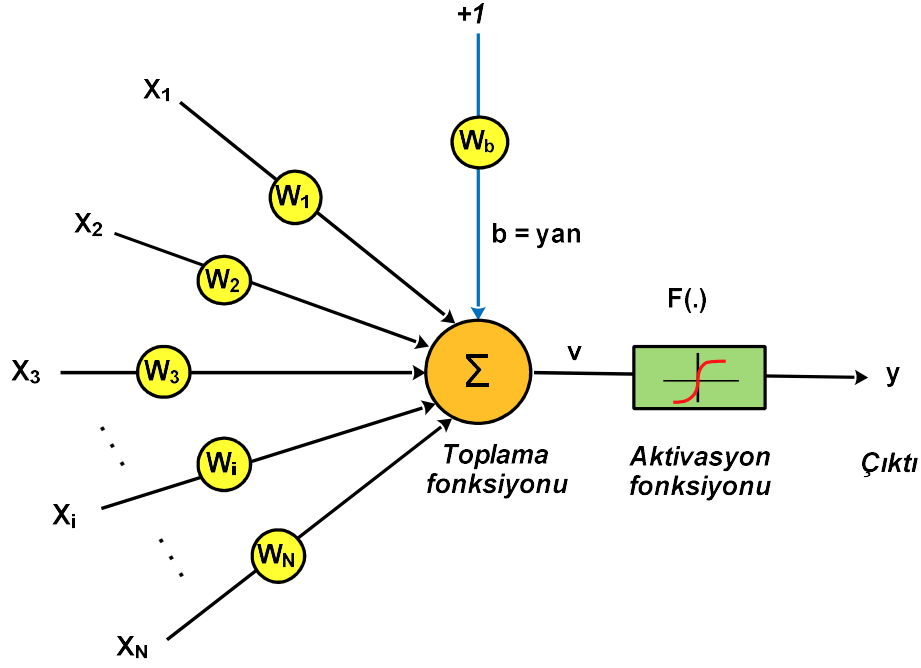 +1
X1
Wb
W1
X2
b = yan
W2
F(.)
v
X3
W3
Σ
y
Wi
Toplama
fonksiyonu
Aktivasyon
fonksiyonu
Çıktı
Xi
WN
XN